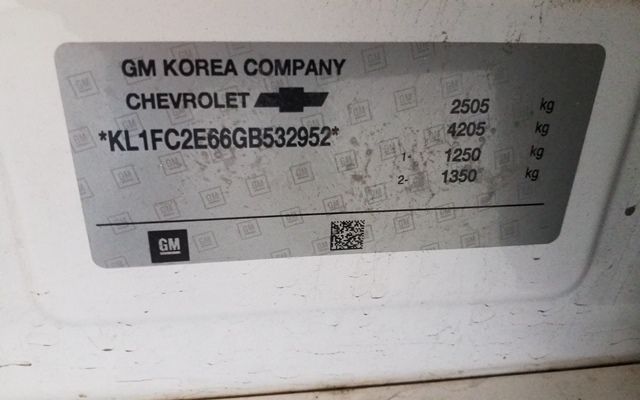 GM KOREA COMPANY
CHEVROLET
*KL1FC2E66GB532952*
2505 kg
4205 kg
1- 1250 kg
2- 1350 kg
GM